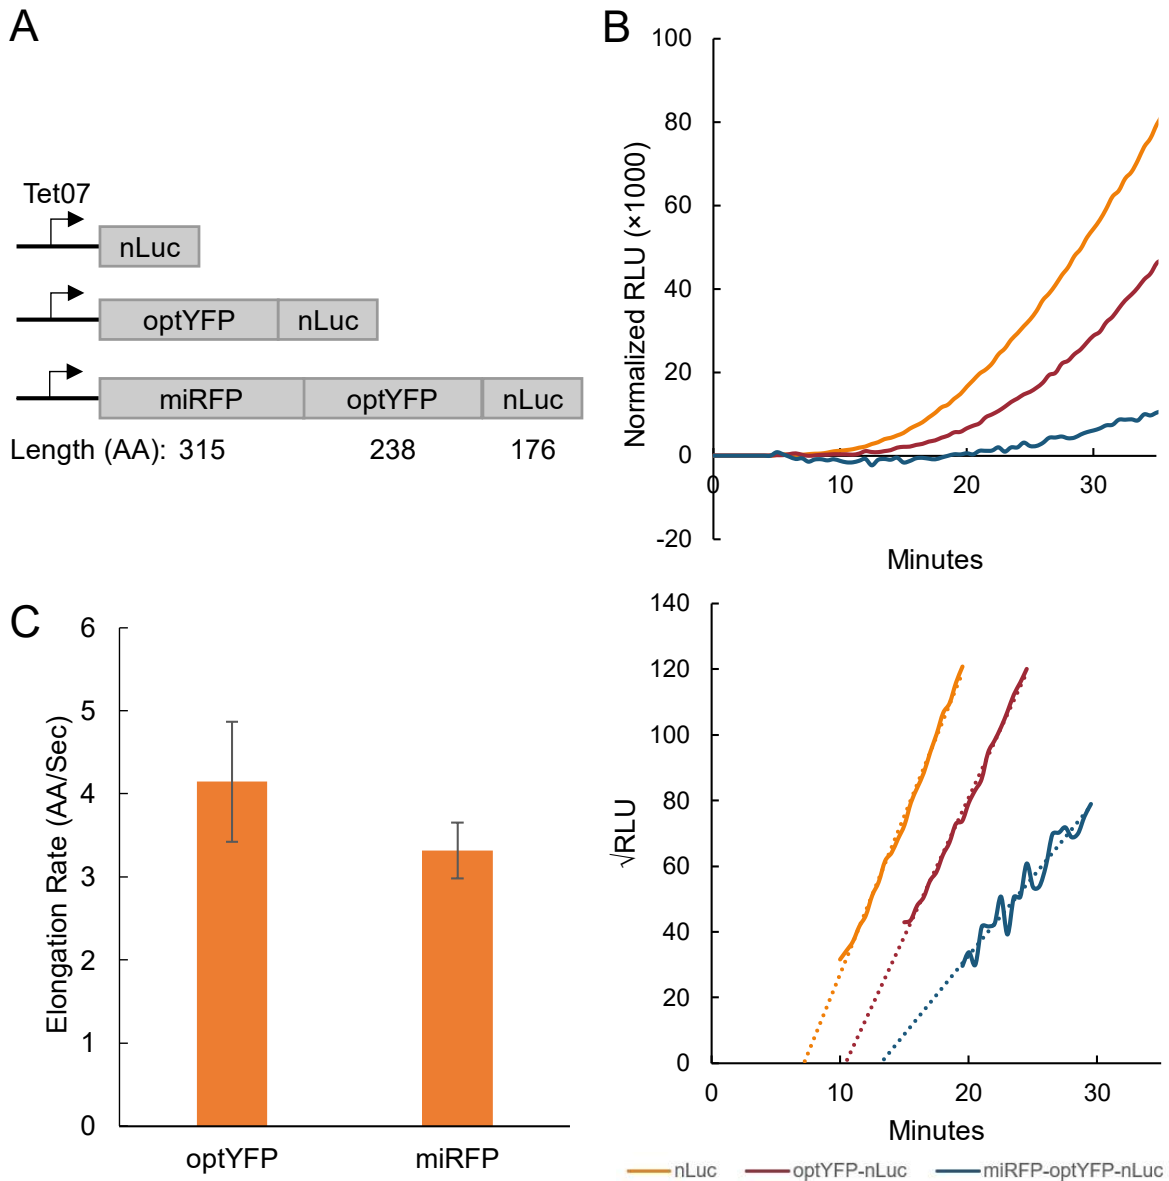 A
Tet07
nLuc
optYFP nLuc
miRFP optYFP nLuc
Length (AA): 315 238 176
B
Normalized RLU (×1000)
100
80
60
40
20
0
-20
0 10 20 30
Minutes
√RLU
140
120
100
80
60
40
20
0
0 10 20 30
Minutes
nLuc optYFP-nLuc miRFP-optYFP-nLuc
C
Elongation Rate (AA/Sec)
6
5
4
3
2
1
0
optYFP miRFP